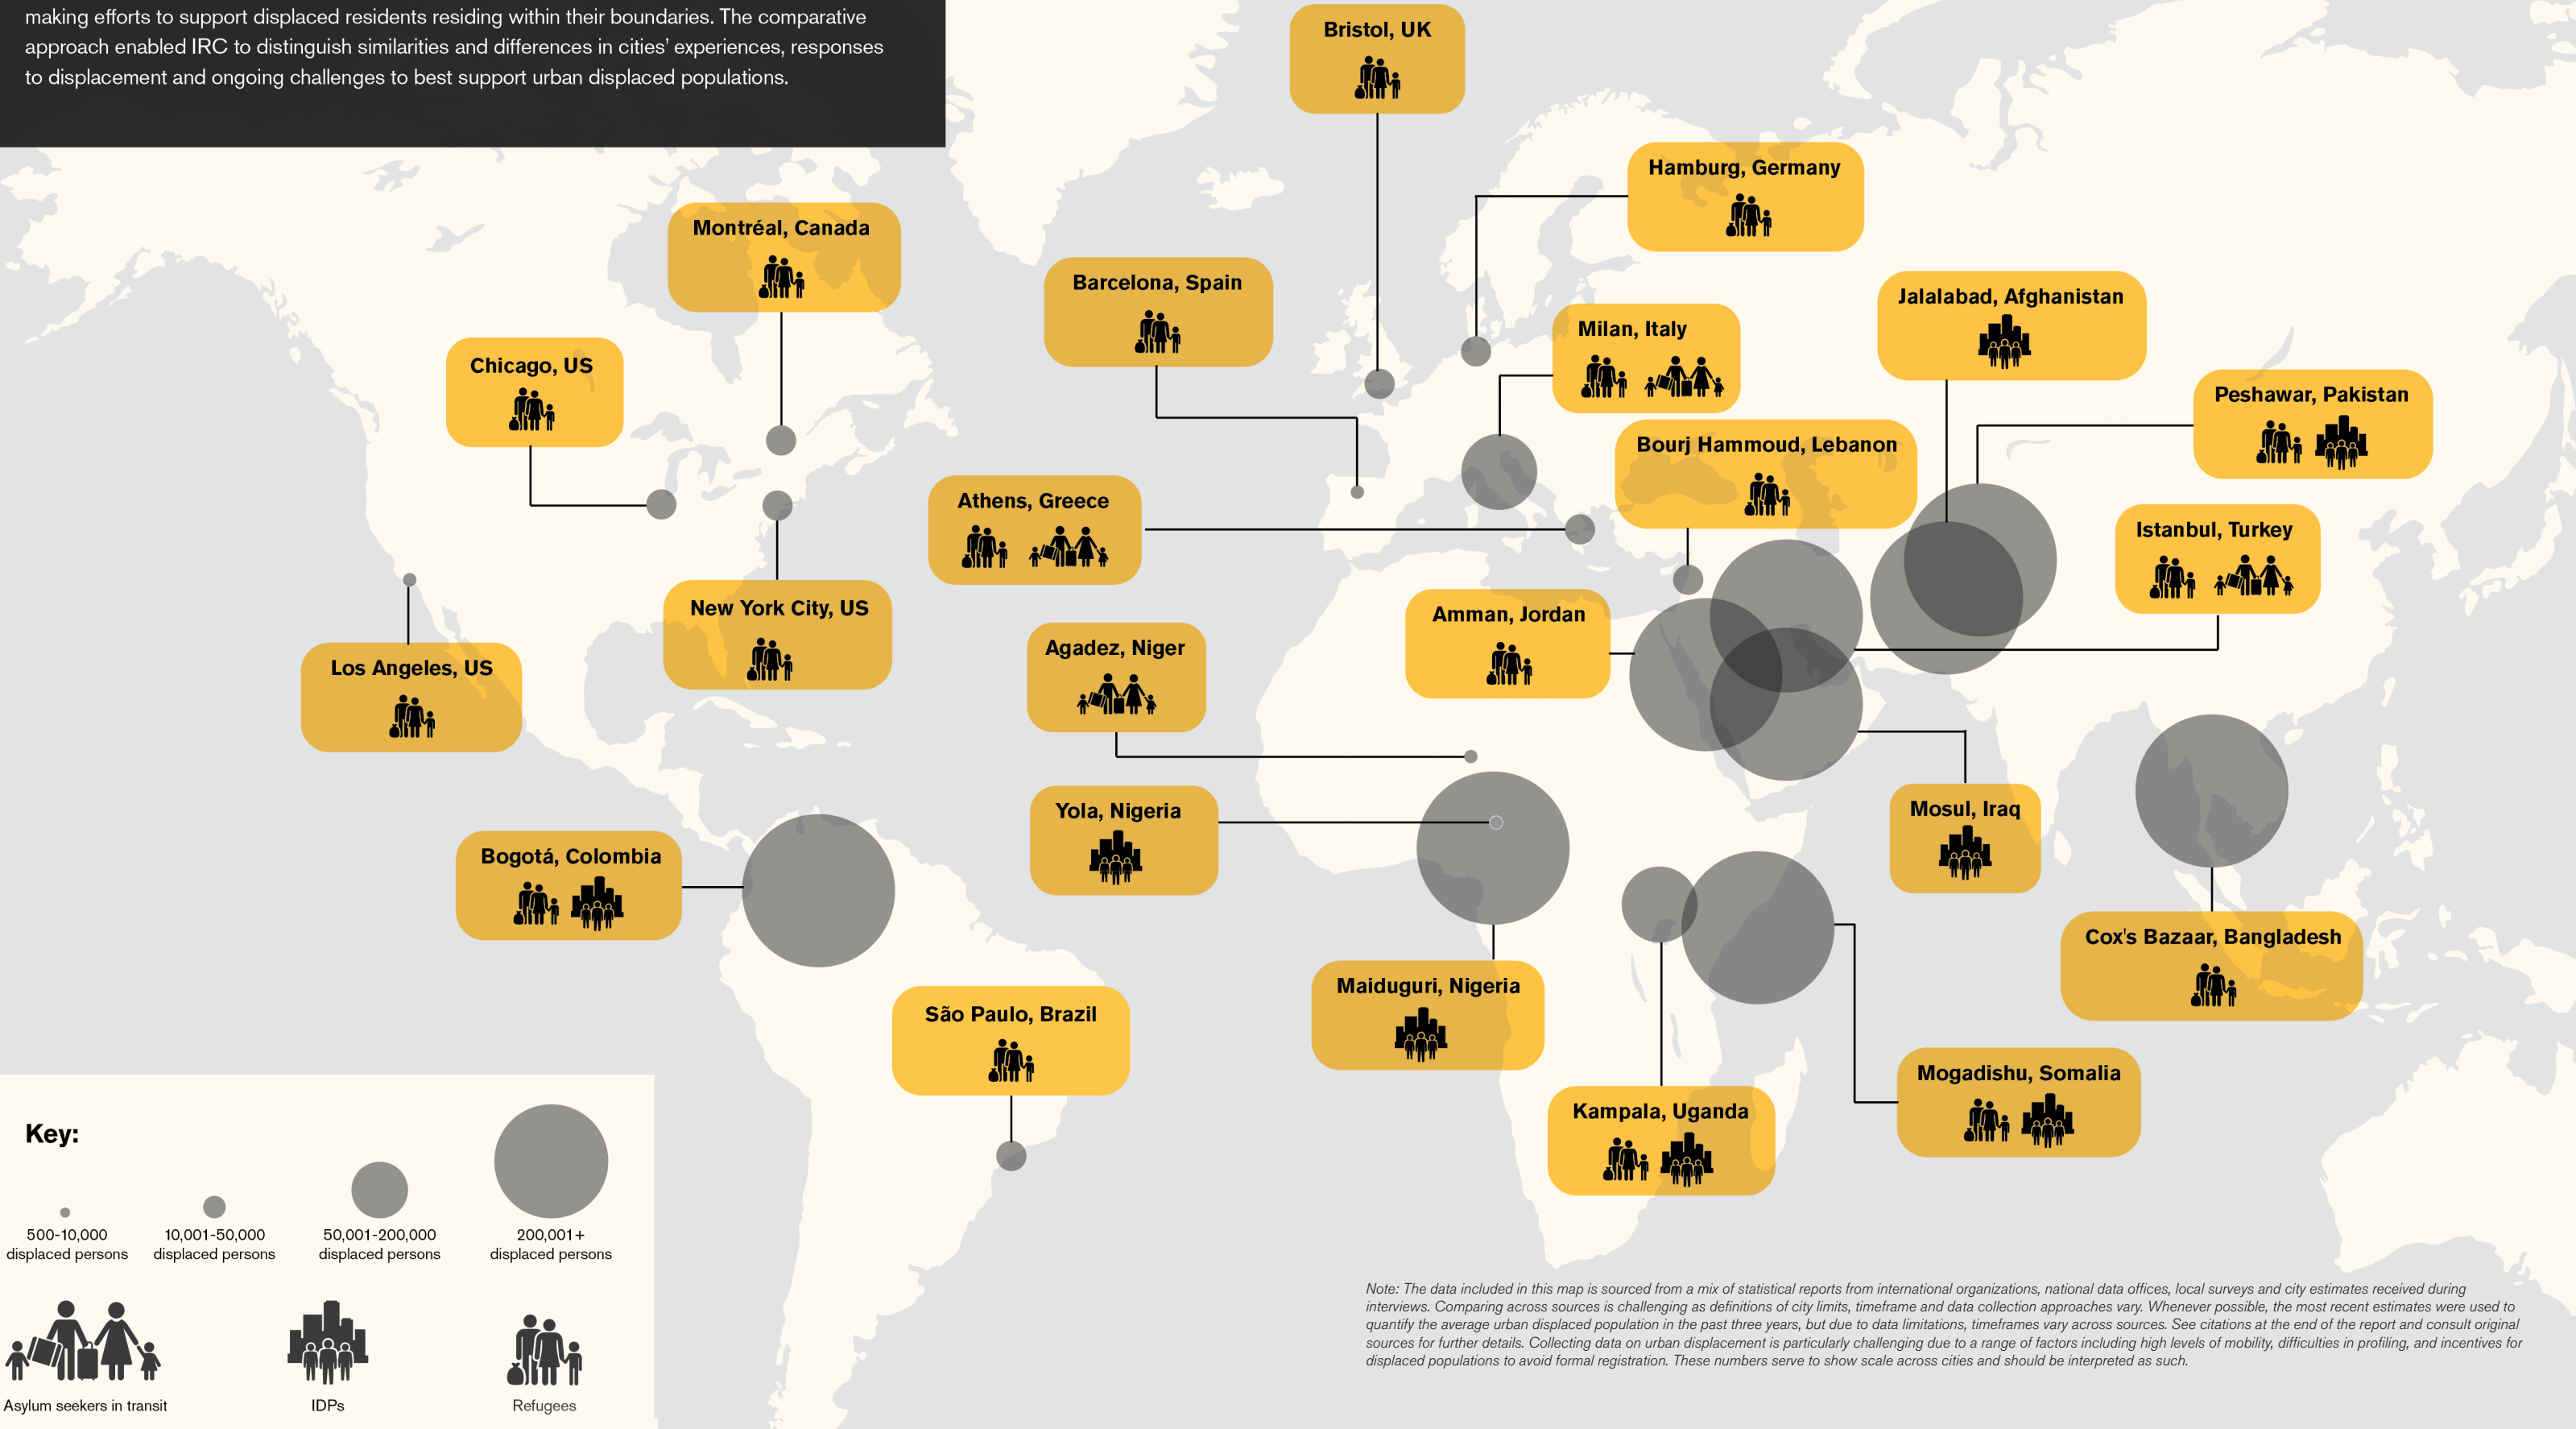 making efforts to support displaced residents residing within their boundaries. The comparative
approach enabled IRC to distinguish similarities and differences in cities’ experiences, responses
to displacement and ongoing challenges to best support urban displaced populations.
Bristol, UK
Hamburg, Germany
Montréal, Canada
Barcelona, Spain
Jalalabad, Afghanistan
Milan, Italy
Chicago, US
Peshawar, Pakistan
Bourj Hammoud, Lebanon
Athens, Greece
Istanbul, Turkey
New York City, US
Amman, Jordan
Agadez, Niger
Los Angeles, US
Mosul, Iraq
Yola, Nigeria
Bogotá, Colombia
Cox's Bazaar, Bangladesh
Maiduguri, Nigeria
São Paulo, Brazil
Mogadishu, Somalia
Kampala, Uganda
Key:
500-10,000
displaced persons
10,001-50,000
displaced persons
50,001-200,000
displaced persons
200,001+
displaced persons
Asylum seekers in transit
IDPs
Refugees
Note: The data included in this map is sourced from a mix of statistical reports from international organizations, national data offices, local surveys and city estimates received during
interviews. Comparing across sources is challenging as definitions of city limits, timeframe and data collection approaches vary. Whenever possible, the most recent estimates were used to
quantify the average urban displaced population in the past three years, but due to data limitations, timeframes vary across sources. See citations at the end of the report and consult original
sources for further details. Collecting data on urban displacement is particularly challenging due to a range of factors including high levels of mobility, difficulties in profiling, and incentives for
displaced populations to avoid formal registration. These numbers serve to show scale across cities and should be interpreted as such.